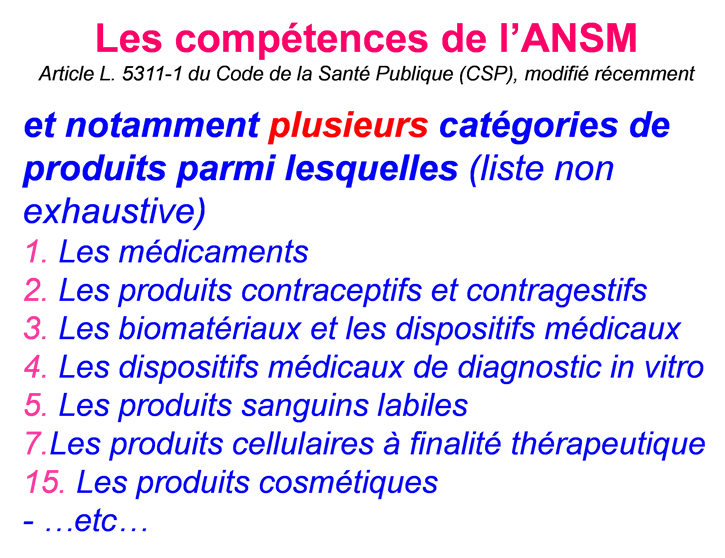 Les compétences de l’ANSM
Article L. 5311-1 du Code de la Santé Publique (CSP), modifié récemment
et notamment plusieurs catégories de
produits parmi lesquelles (liste non
exhaustive)
1. Les médicaments
2. Les produits contraceptifs et contragestifs
3. Les biomatériaux et les dispositifs médicaux
4. Les dispositifs médicaux de diagnostic in vitro
5. Les produits sanguins labiles
7.Les produits cellulaires à finalité thérapeutique
15. Les produits cosmétiques
- …etc…